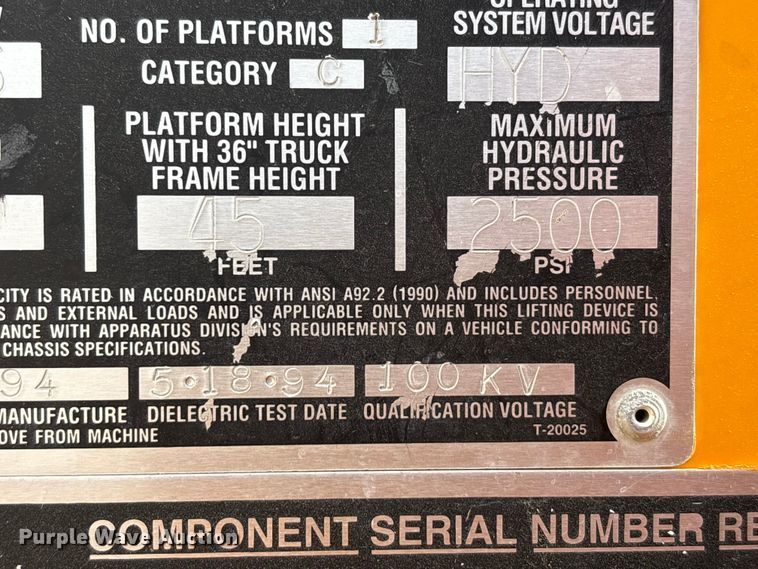 OPERATING
NO. OF PLATFORMS 1 SYSTEM VOLTAGE
CATEGORY C HYD
PLATFORM HEIGHT MAXIMUM
WITH 36" TRUCK HYDRAULIC
FRAME HEIGHT PRESSURE
45 2500
FEET PSI
CITY IS RATED IN ACCORDANCE WITH ANSI A92.2 (1990) AND INCLUDES PERSONNEL,
S AND EXTERNAL LOADS AND IS APPLICABLE ONLY WHEN THIS LIFTING DEVICE IS
ANCE WITH APPARATUS DIVISION'S REQUIREMENTS ON A VEHICLE CONFORMING TO
CHASSIS SPECIFICATIONS.
94 5·18·94 100 KV
MANUFACTURE DIELECTRIC TEST DATE QUALIFICATION VOLTAGE
OVE FROM MACHINE T-20025
COMPONENT SERIAL NUMBER RE
Purple Wave Auction